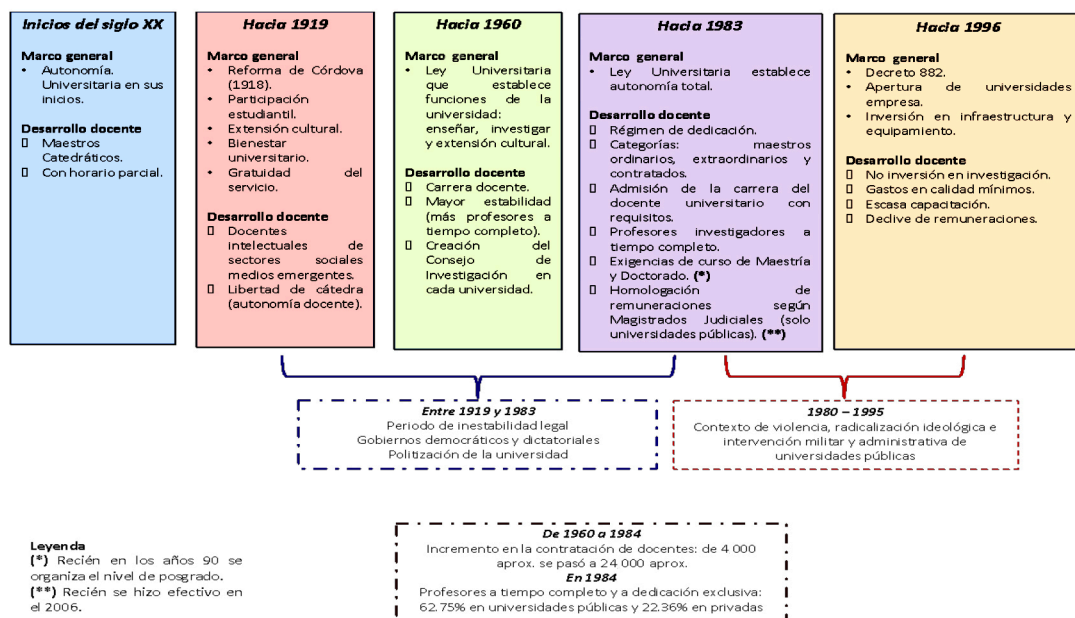 Inicios del siglo XX
Marco general
• Autonomía.
Universitaria en sus
inicios.
Desarrollo docente
▯ Maestros
Catedráticos.
▯ Con horario parcial.
Hacia 1919
Marco general
• Reforma de Córdova
(1918).
• Participación
estudiantil.
• Extensión cultural.
• Bienestar
universitario.
• Gratuidad del
servicio.
Desarrollo docente
▯ Docentes
intelectuales de
sectores sociales
medios emergentes.
▯ Libertad de cátedra
(autonomía docente).
Hacia 1960
Marco general
• Ley Universitaria
que establece
funciones de la
universidad:
enseñar, investigar
y extensión cultural.
Desarrollo docente
▯ Carrera docente.
▯ Mayor estabilidad
(más profesores a
tiempo completo).
▯ Creación del
Consejo de
Investigación en
cada universidad.
Hacia 1983
Marco general
• Ley Universitaria establece
autonomía total.
Desarrollo docente
▯ Régimen de dedicación.
▯ Categorías: maestros
ordinarios, extraordinarios y
contratados.
▯ Admisión de la carrera del
docente universitario con
requisitos.
▯ Profesores investigadores a
tiempo completo.
▯ Exigencias de curso de Maestría
y Doctorado. (*)
▯ Homologación de
remuneraciones según
Magistrados Judiciales (solo
universidades públicas). (**)
Hacia 1996
Marco general
• Decreto 882.
• Apertura de universidades
empresa.
• Inversión en infraestructura y
equipamiento.
Desarrollo docente
▯ No inversión en investigación.
▯ Gastos en calidad mínimos.
▯ Escasa capacitación.
▯ Declive de remuneraciones.
Entre 1919 y 1983
Periodo de inestabilidad legal
Gobiernos democráticos y dictatoriales
Politización de la universidad
1980 – 1995
Contexto de violencia, radicalización ideológica e
intervención militar y administrativa de
universidades públicas
Leyenda
(*) Recién en los años 90 se
organiza el nivel de posgrado.
(**) Recién se hizo efectivo en
el 2006.
De 1960 a 1984
Incremento en la contratación de docentes: de 4 000
aprox. se pasó a 24 000 aprox.
En 1984
Profesores a tiempo completo y a dedicación exclusiva:
62.75% en universidades públicas y 22.36% en privadas